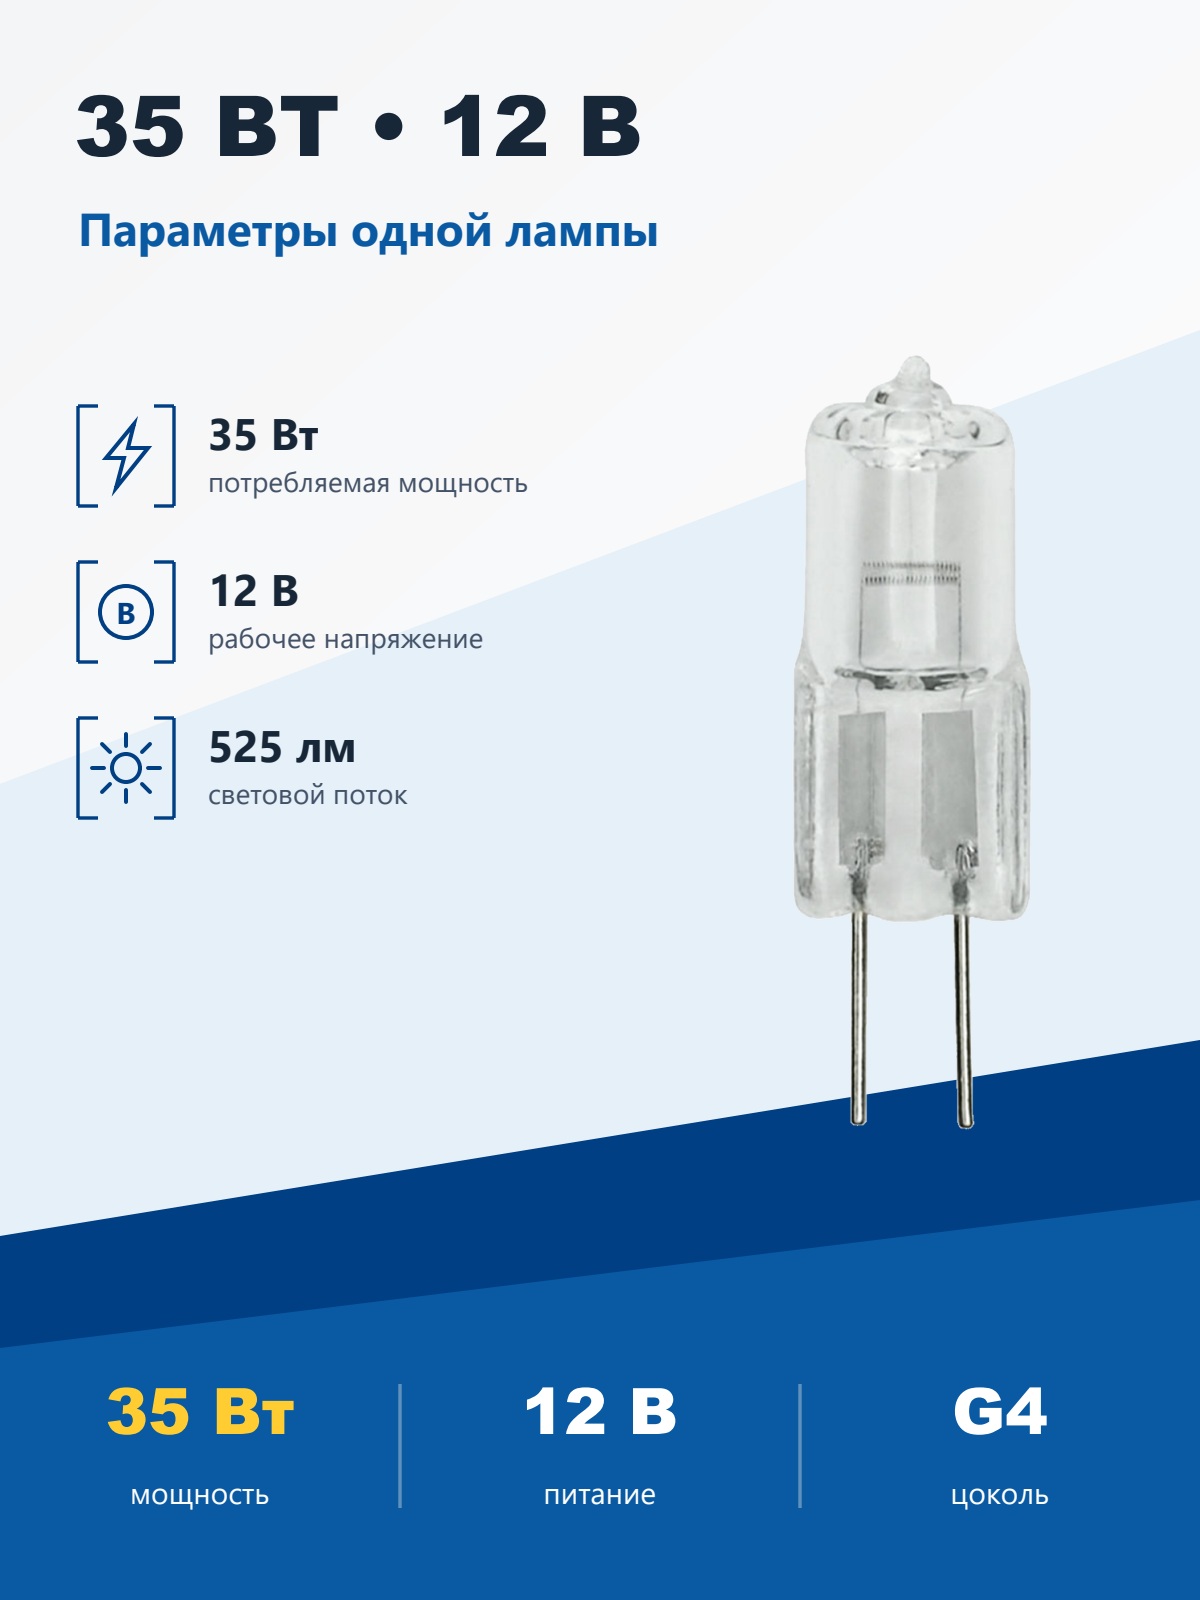 35 ВТ • 12 В
Параметры одной лампы
35 Вт
потребляемая мощность
В
12 В
рабочее напряжение
525 лм
световой поток
35 Вт
12 В
G4
мощность
питание
цоколь